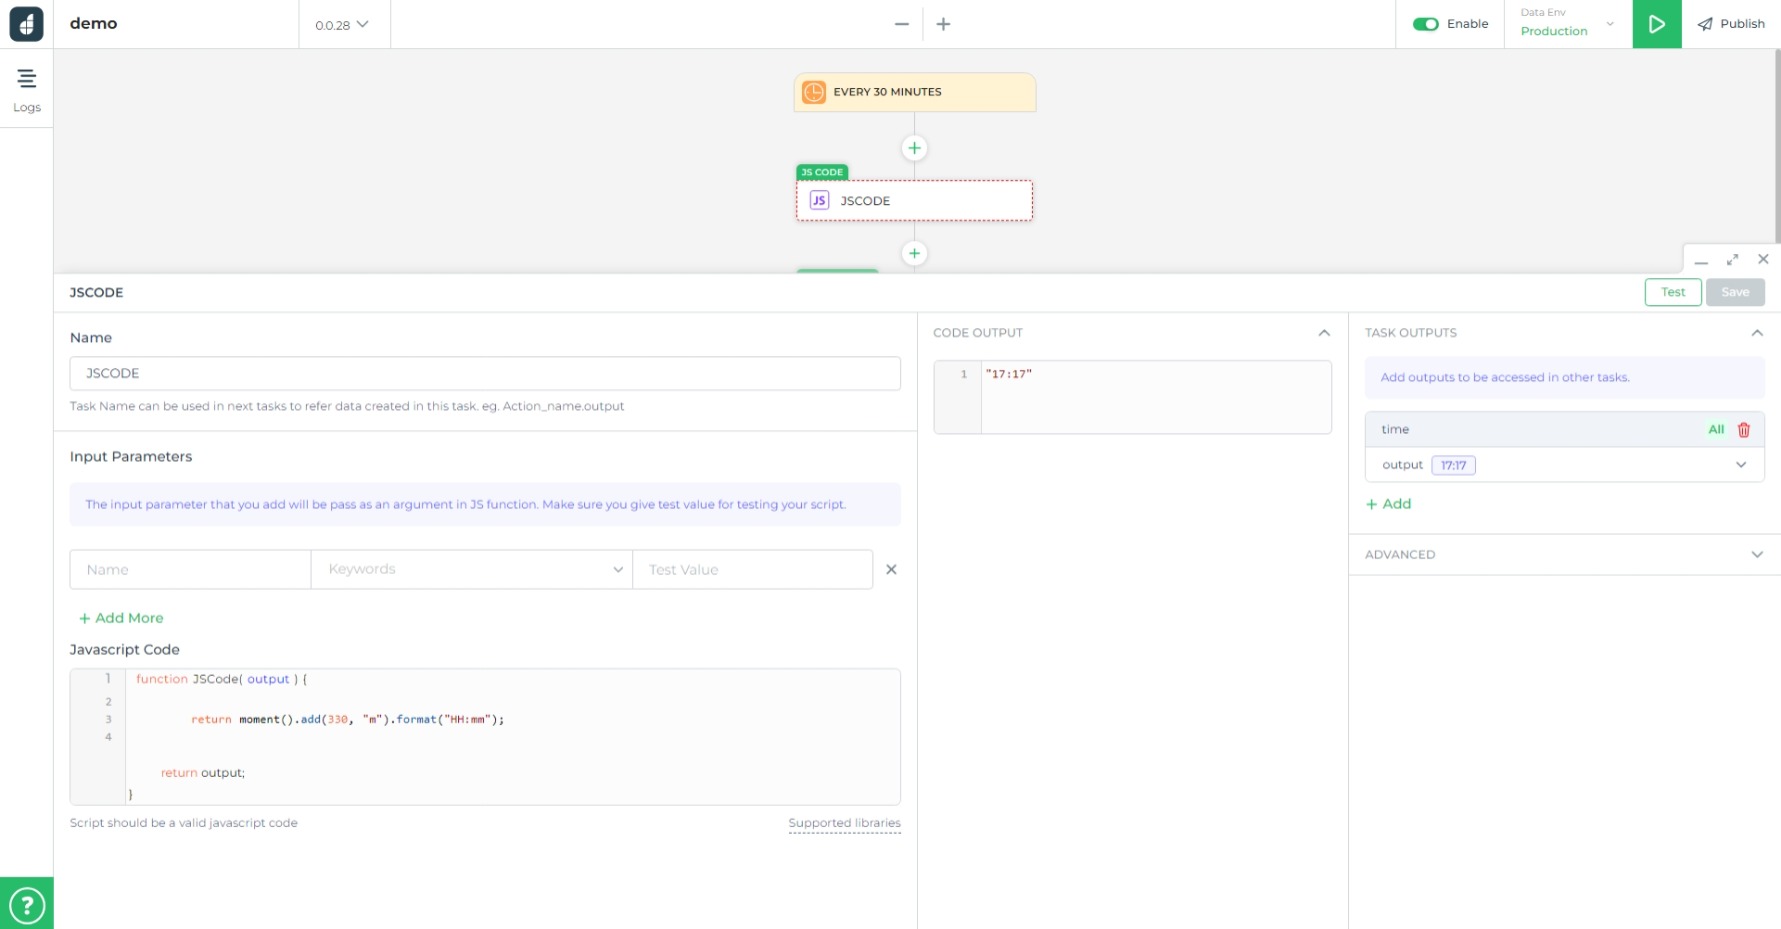 demo
0.0.28
Enable
Data Env
Production
Publish
Logs
EVERY 30 MINUTES
JS CODE
JS JSCODE
JSCODE
Test
Save
Name
JSCODE
Task Name can be used in next tasks to refer data created in this task. eg. Action_name.output
Input Parameters
The input parameter that you add will be pass as an argument in JS function. Make sure you give test value for testing your script.
Name
Keywords
Test Value
+ Add More
Javascript Code
1 function JSCode( output ) {
2
3 return moment().add(330, "m").format("HH:mm");
4
return output;
}
Script should be a valid javascript code
Supported libraries
CODE OUTPUT
1 "17:17"
TASK OUTPUTS
Add outputs to be accessed in other tasks.
time All
output 17:17
+ Add
ADVANCED
?